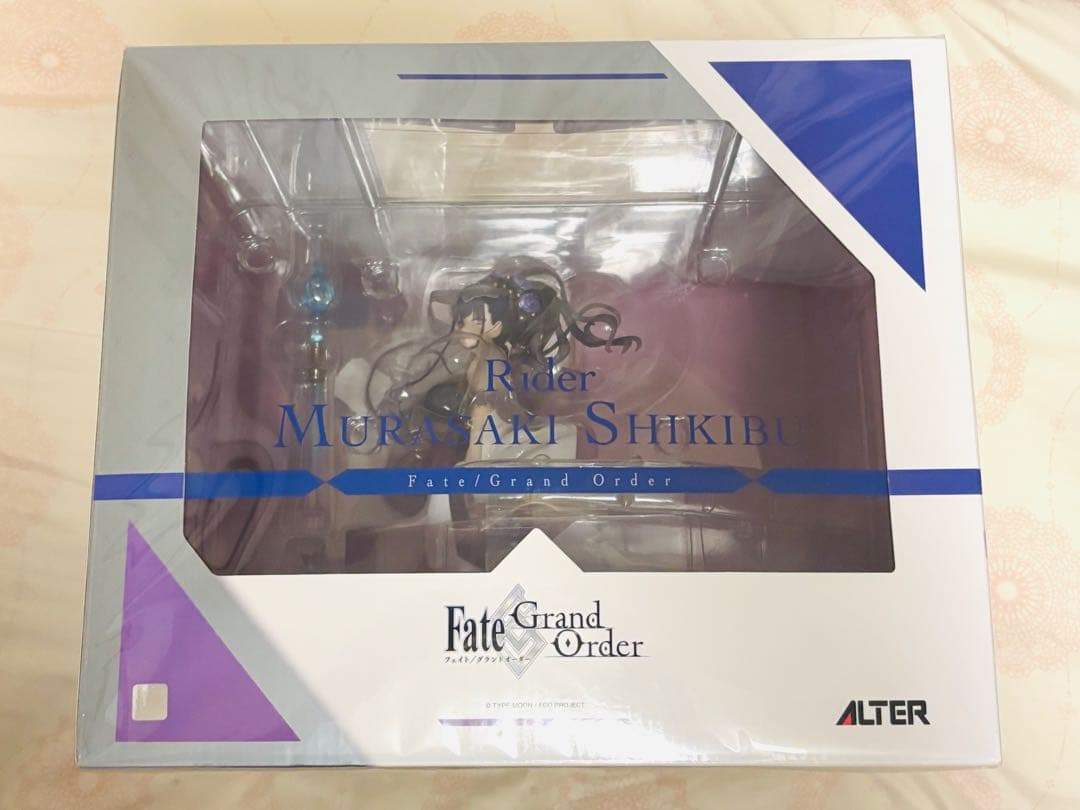 Rider
MURASAKI SHIKIBU
Fate/Grand Order
Fate Grand Order
フェイト/グランドオーダー
© TYPE-MOON / FGO PROJECT
ALTER